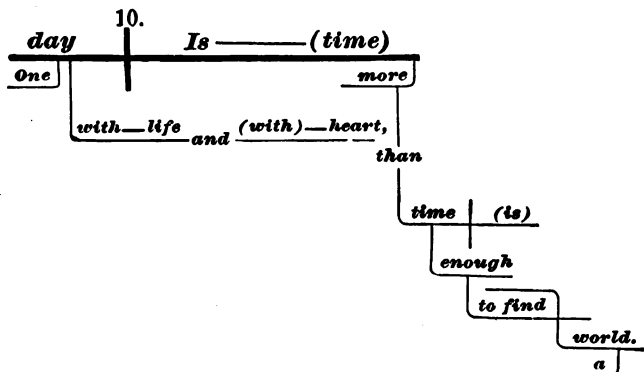 10.
day Is (time)
One more
with life and (with) heart,
than
time (is)
enough
to find
world.
a